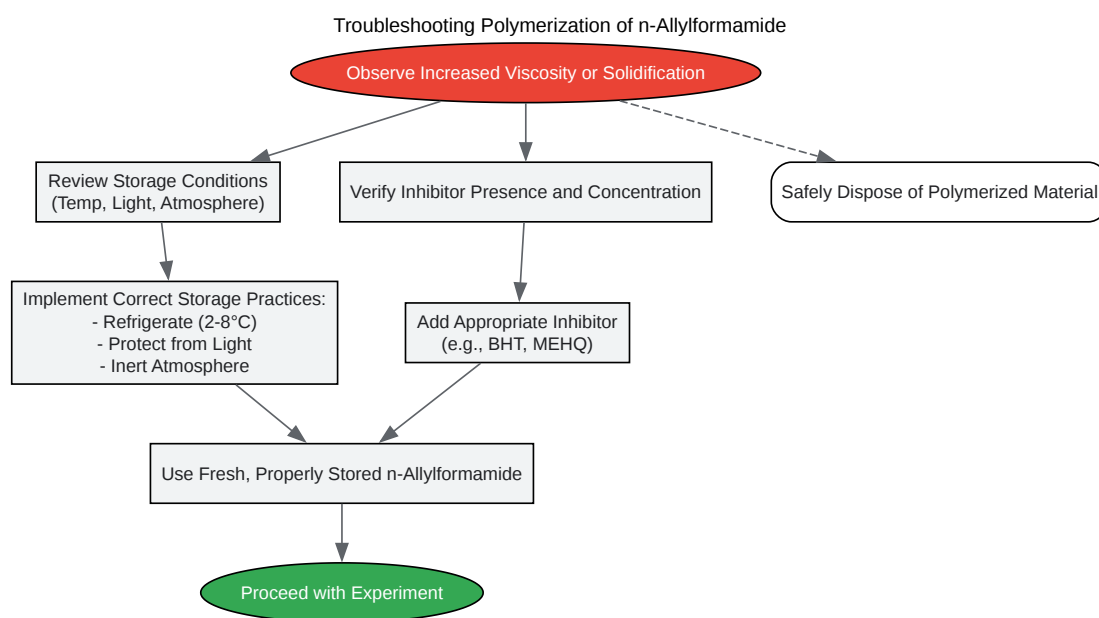 Troubleshooting Polymerization of n-Allylformamide
Observe Increased Viscosity or Solidification
Review Storage Conditions
(Temp, Light, Atmosphere)
Verify Inhibitor Presence and Concentration
Safely Dispose of Polymerized Material
Implement Correct Storage Practices:
- Refrigerate (2-8°C)
- Protect from Light
- Inert Atmosphere
Add Appropriate Inhibitor
(e.g., BHT, MEHQ)
Use Fresh, Properly Stored n-Allylformamide
Proceed with Experiment